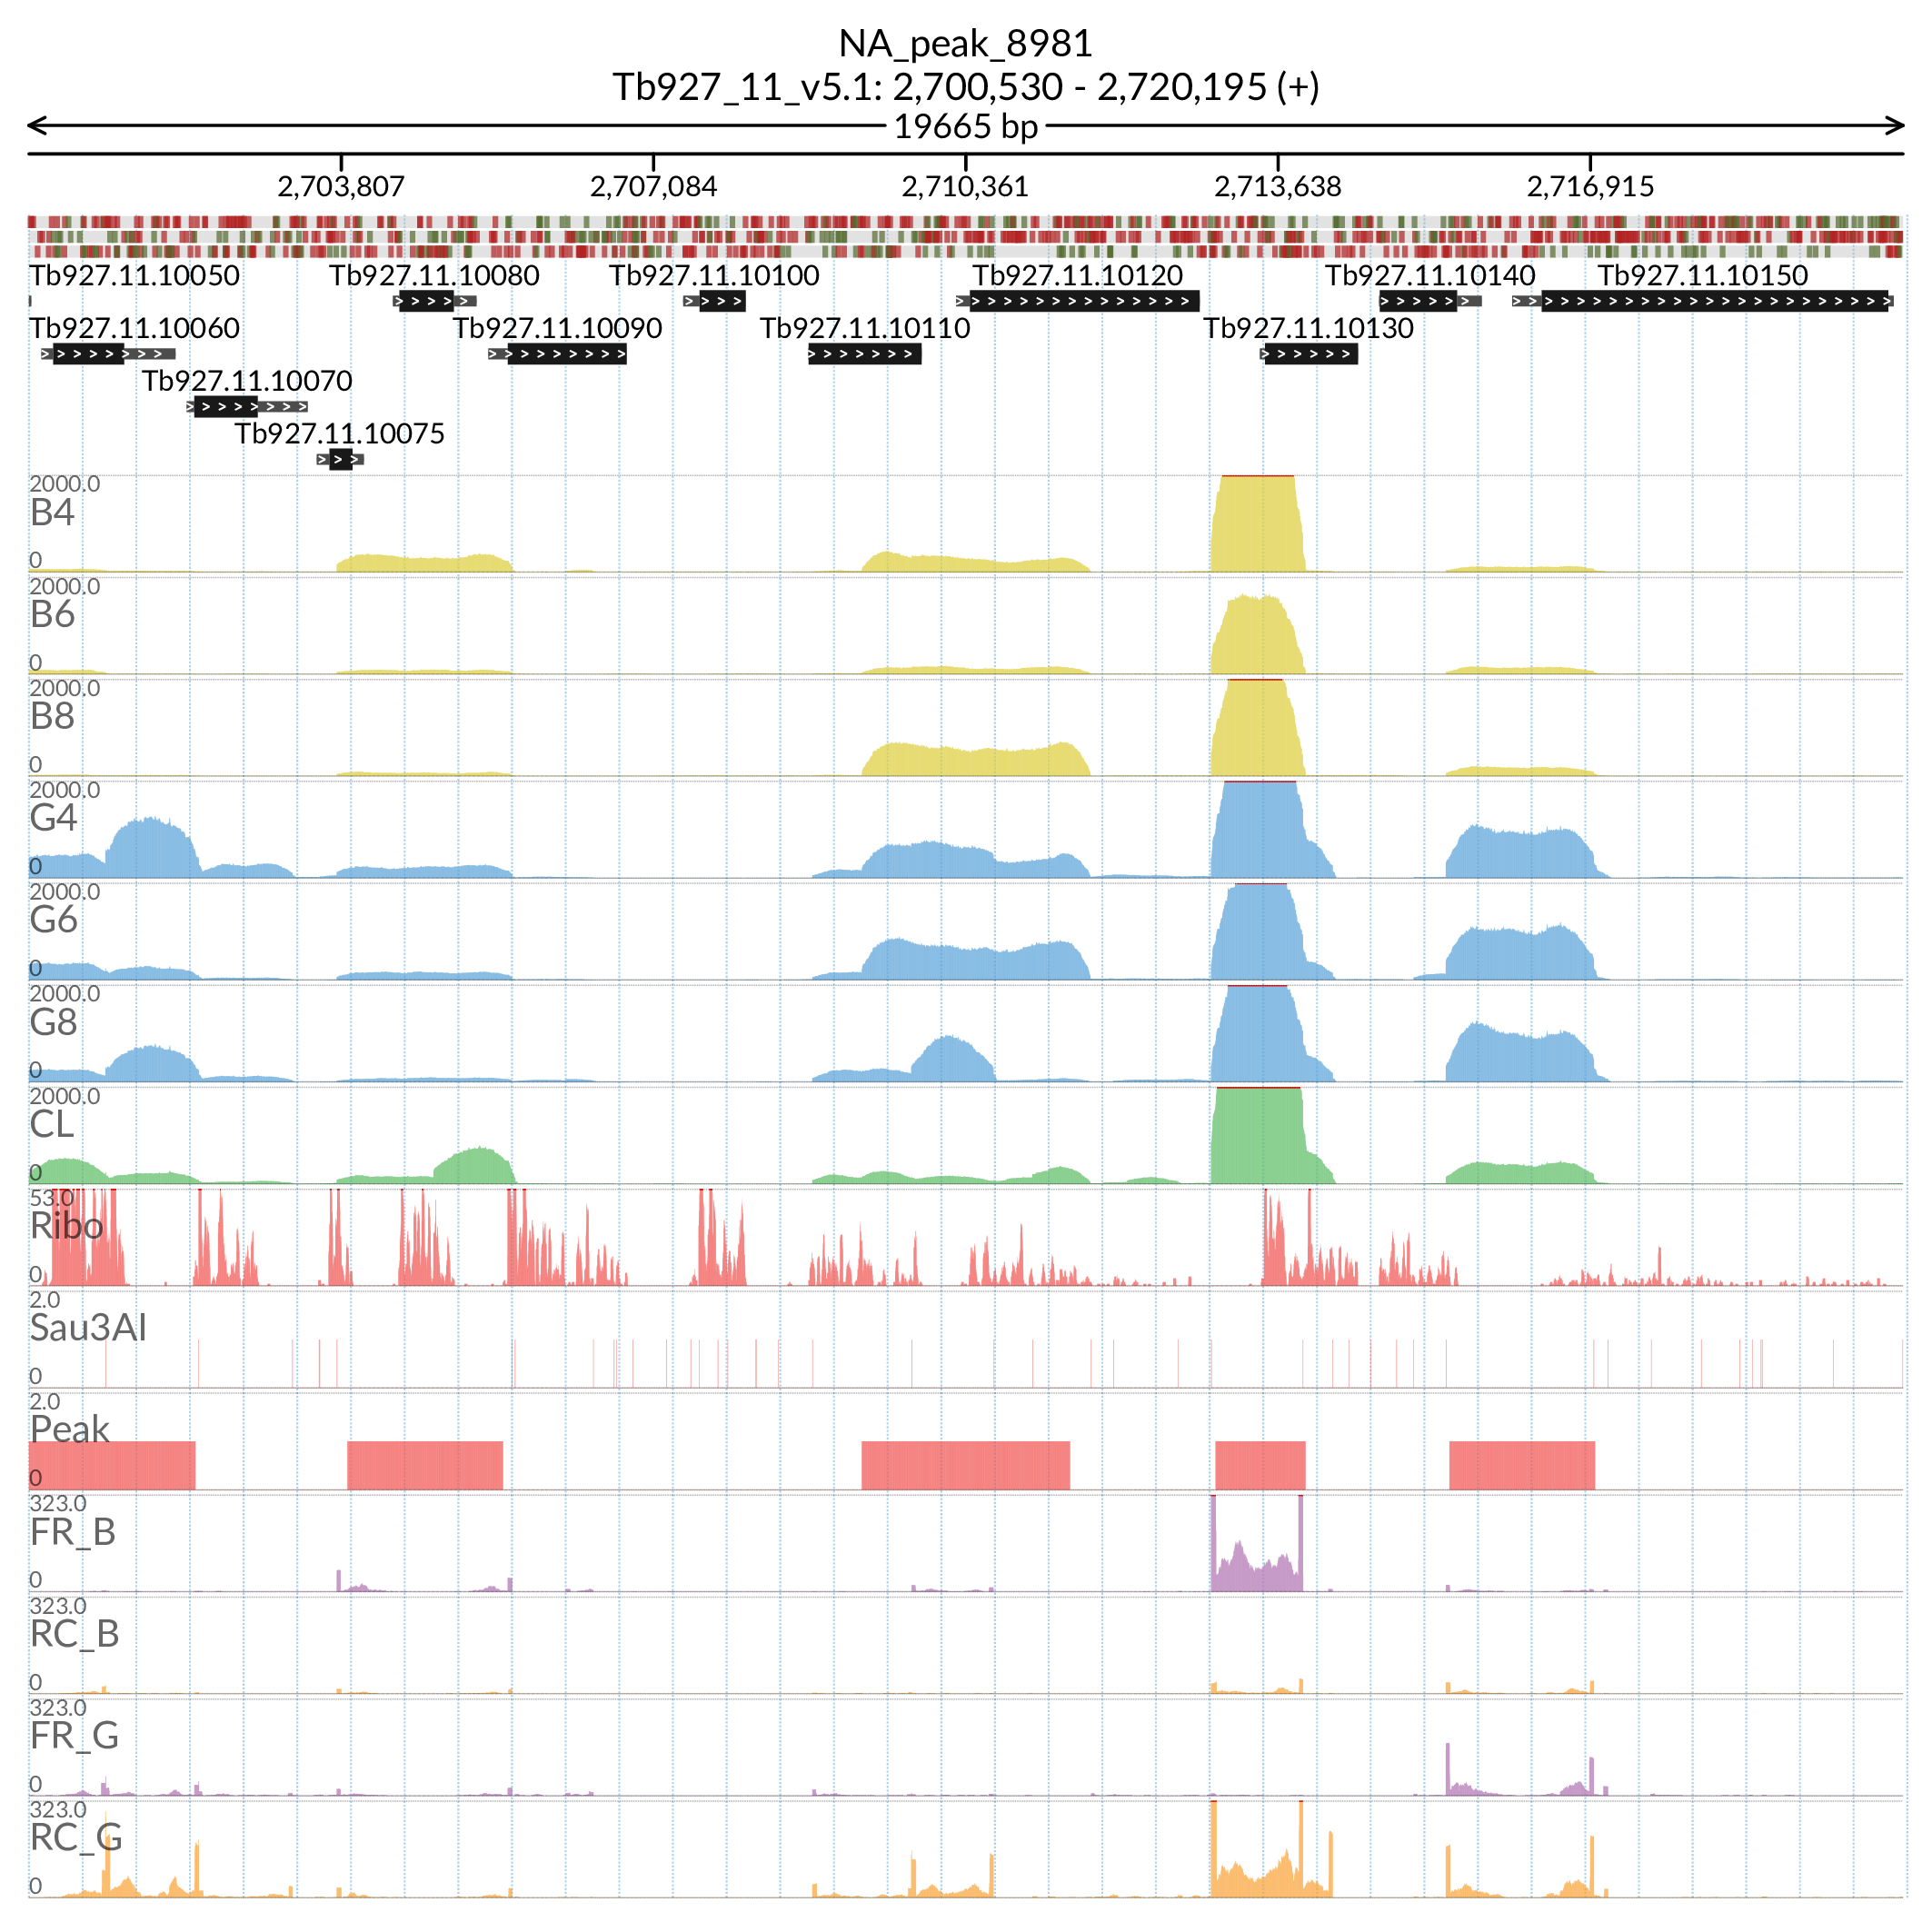 NA_peak_8981
Tb927_11_v5.1: 2,700,530 - 2,720,195 (+)
19665 bp
2,703,807 2,707,084 2,710,361 2,713,638 2,716,915
Tb927.11.10050 Tb927.11.10080 Tb927.11.10100 Tb927.11.10120 Tb927.11.10140 Tb927.11.10150
Tb927.11.10060 Tb927.11.10090 Tb927.11.10110 Tb927.11.10130
Tb927.11.10070
Tb927.11.10075
2000.0
B4
0
2000.0
B6
0
2000.0
B8
0
2000.0
G4
0
2000.0
G6
0
2000.0
G8
0
2000.0
CL
0
53.0
Ribo
0
2.0
Sau3AI
0
2.0
Peak
0
323.0
FR_B
0
323.0
RC_B
0
323.0
FR_G
0
323.0
RC_G
0